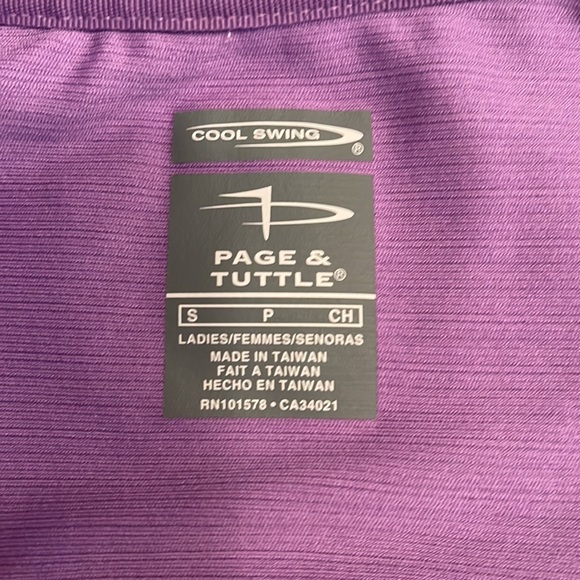 COOL SWING
®
PAGE &
TUTTLE®
S P CH
LADIES/FEMMES/SENORAS
MADE IN TAIWAN
FAIT A TAIWAN
HECHO EN TAIWAN
RN101578 • CA34021